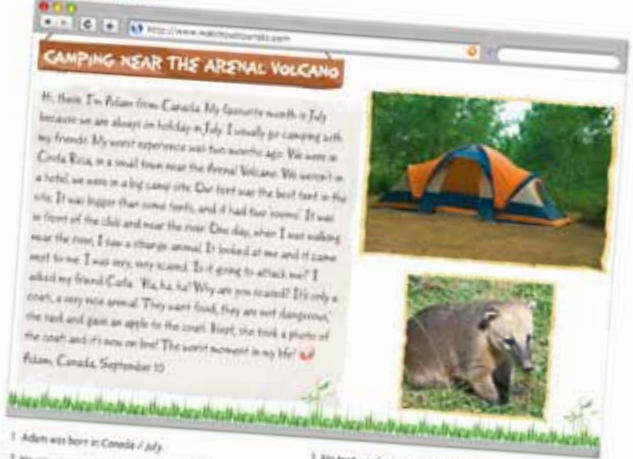 http://www.watchouttourists.com
CAMPING NEAR THE ARENAL VOLCANO
Hi, there. I'm Adam from Canada. My favourite month is July
because we are always on holiday in July. I usually go camping with
my friends. My worst experience was two months ago. We were in
Costa Rica, in a small town near the Arenal Volcano. We weren't in
a hotel, we were in a big camp site. Our tent was the best tent in the
site. It was bigger than some tents, and it had four rooms! It was
in front of the club and near the river. One day, when I was walking
near the river, I saw a strange animal. It looked at me and it came
next to me. I was very, very scared. 'Is it going to attack me?' I
asked my friend Carla. 'Ha, ha, ha! Why are you scared? It's only a
coati, a very nice animal. They want food, they are not dangerous,'
she said and gave an apple to the coati. Next, she took a photo of
the coati and it's now on line! The worst moment in my life!
Adam, Canada, September 10
1 Adam was born in Canada / July.